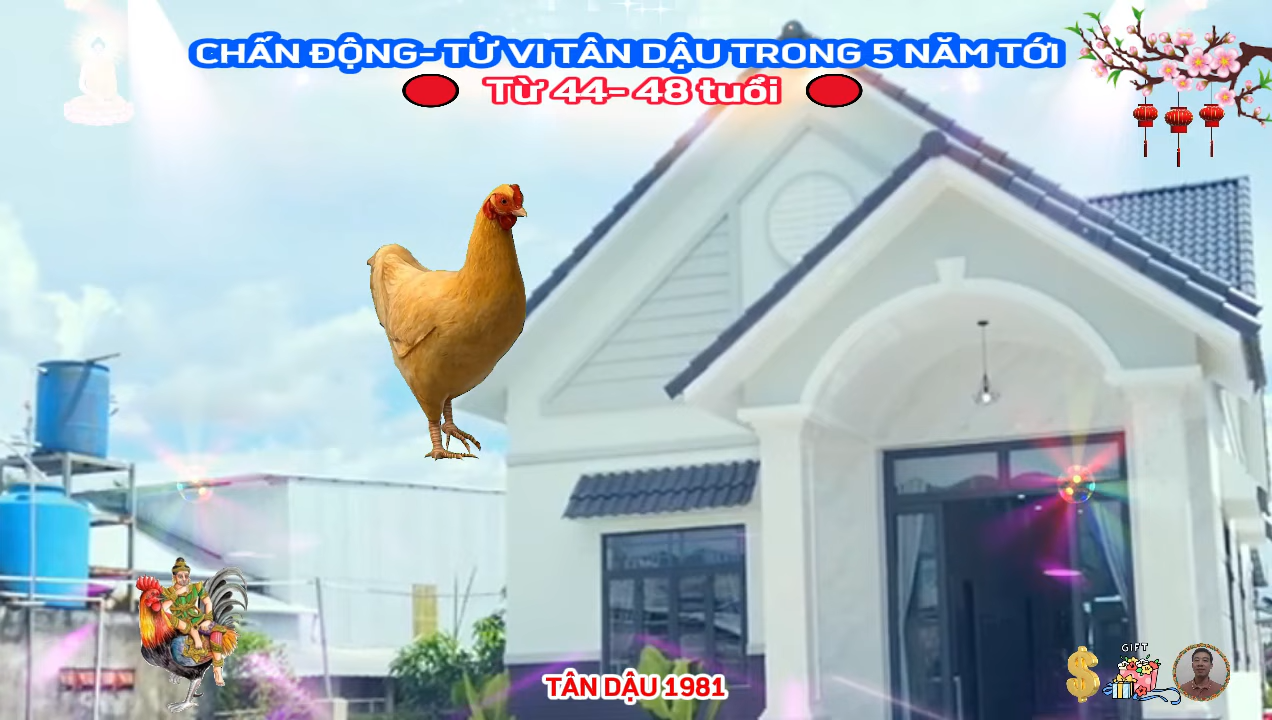 CHẤN ĐỘNG- TỬ VI TÂN DẬU TRONG 5 NĂM TỚI
Từ 44- 48 tuổi
GIFT
TÂN DẬU 1981